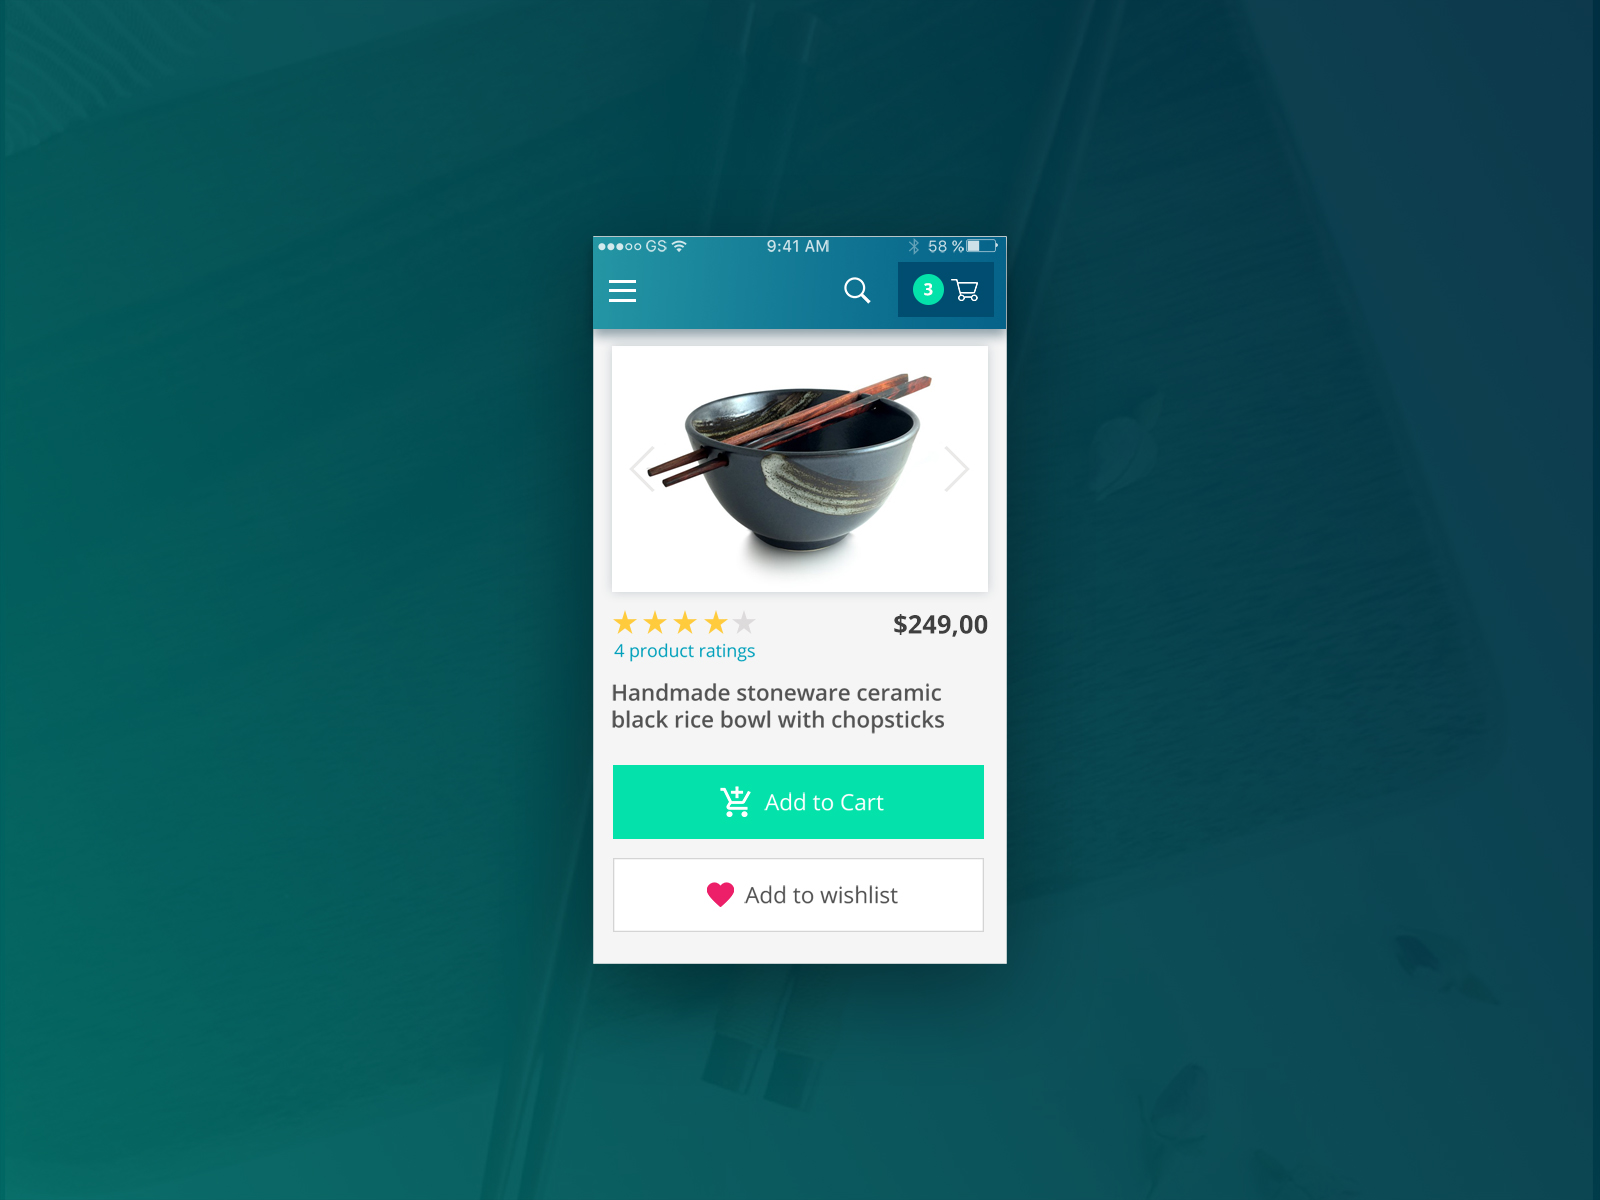 GS 9:41 AM 58 %
3
$249,00
4 product ratings
Handmade stoneware ceramic
black rice bowl with chopsticks
Add to Cart
Add to wishlist